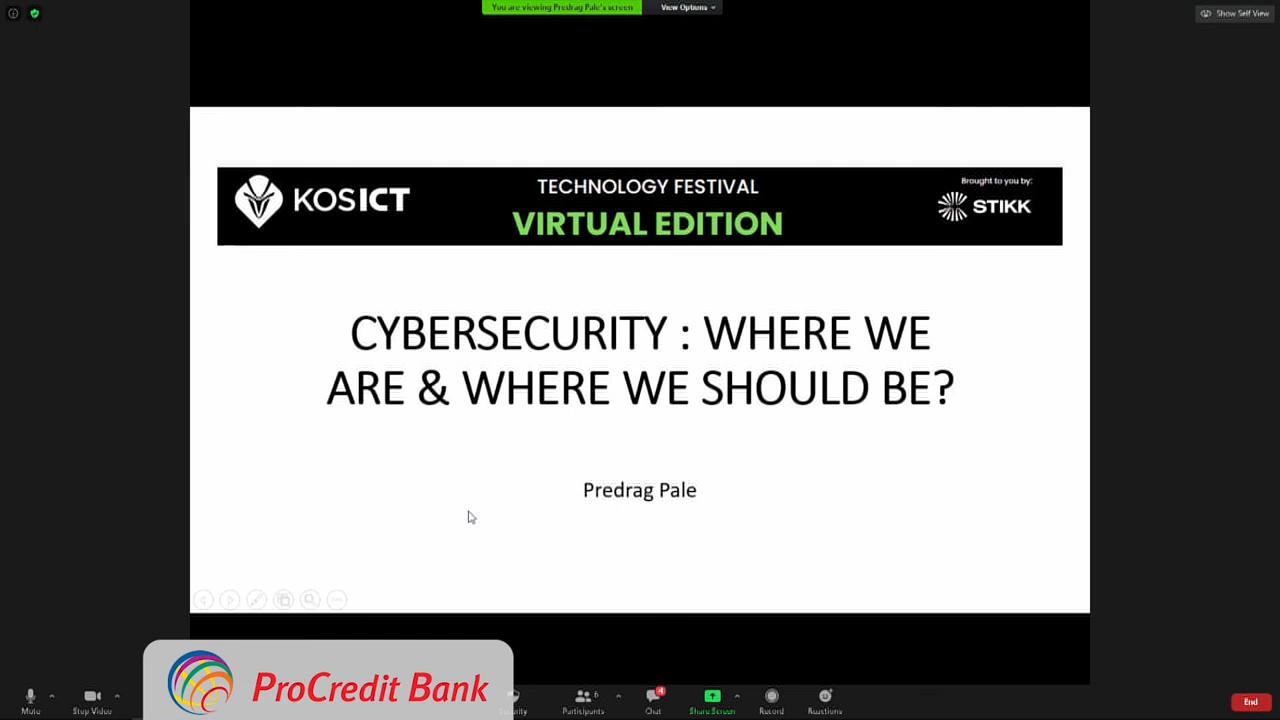 You are viewing Predrag Pale's screen
View Options
Show Self View
KOSICT
TECHNOLOGY FESTIVAL
VIRTUAL EDITION
Brought to you by:
STIKK
CYBERSECURITY : WHERE WE
ARE & WHERE WE SHOULD BE?
Predrag Pale
ProCredit Bank
Mute
Stop Video
Participants
6
Chat
4
Share Screen
Record
Reactions
End